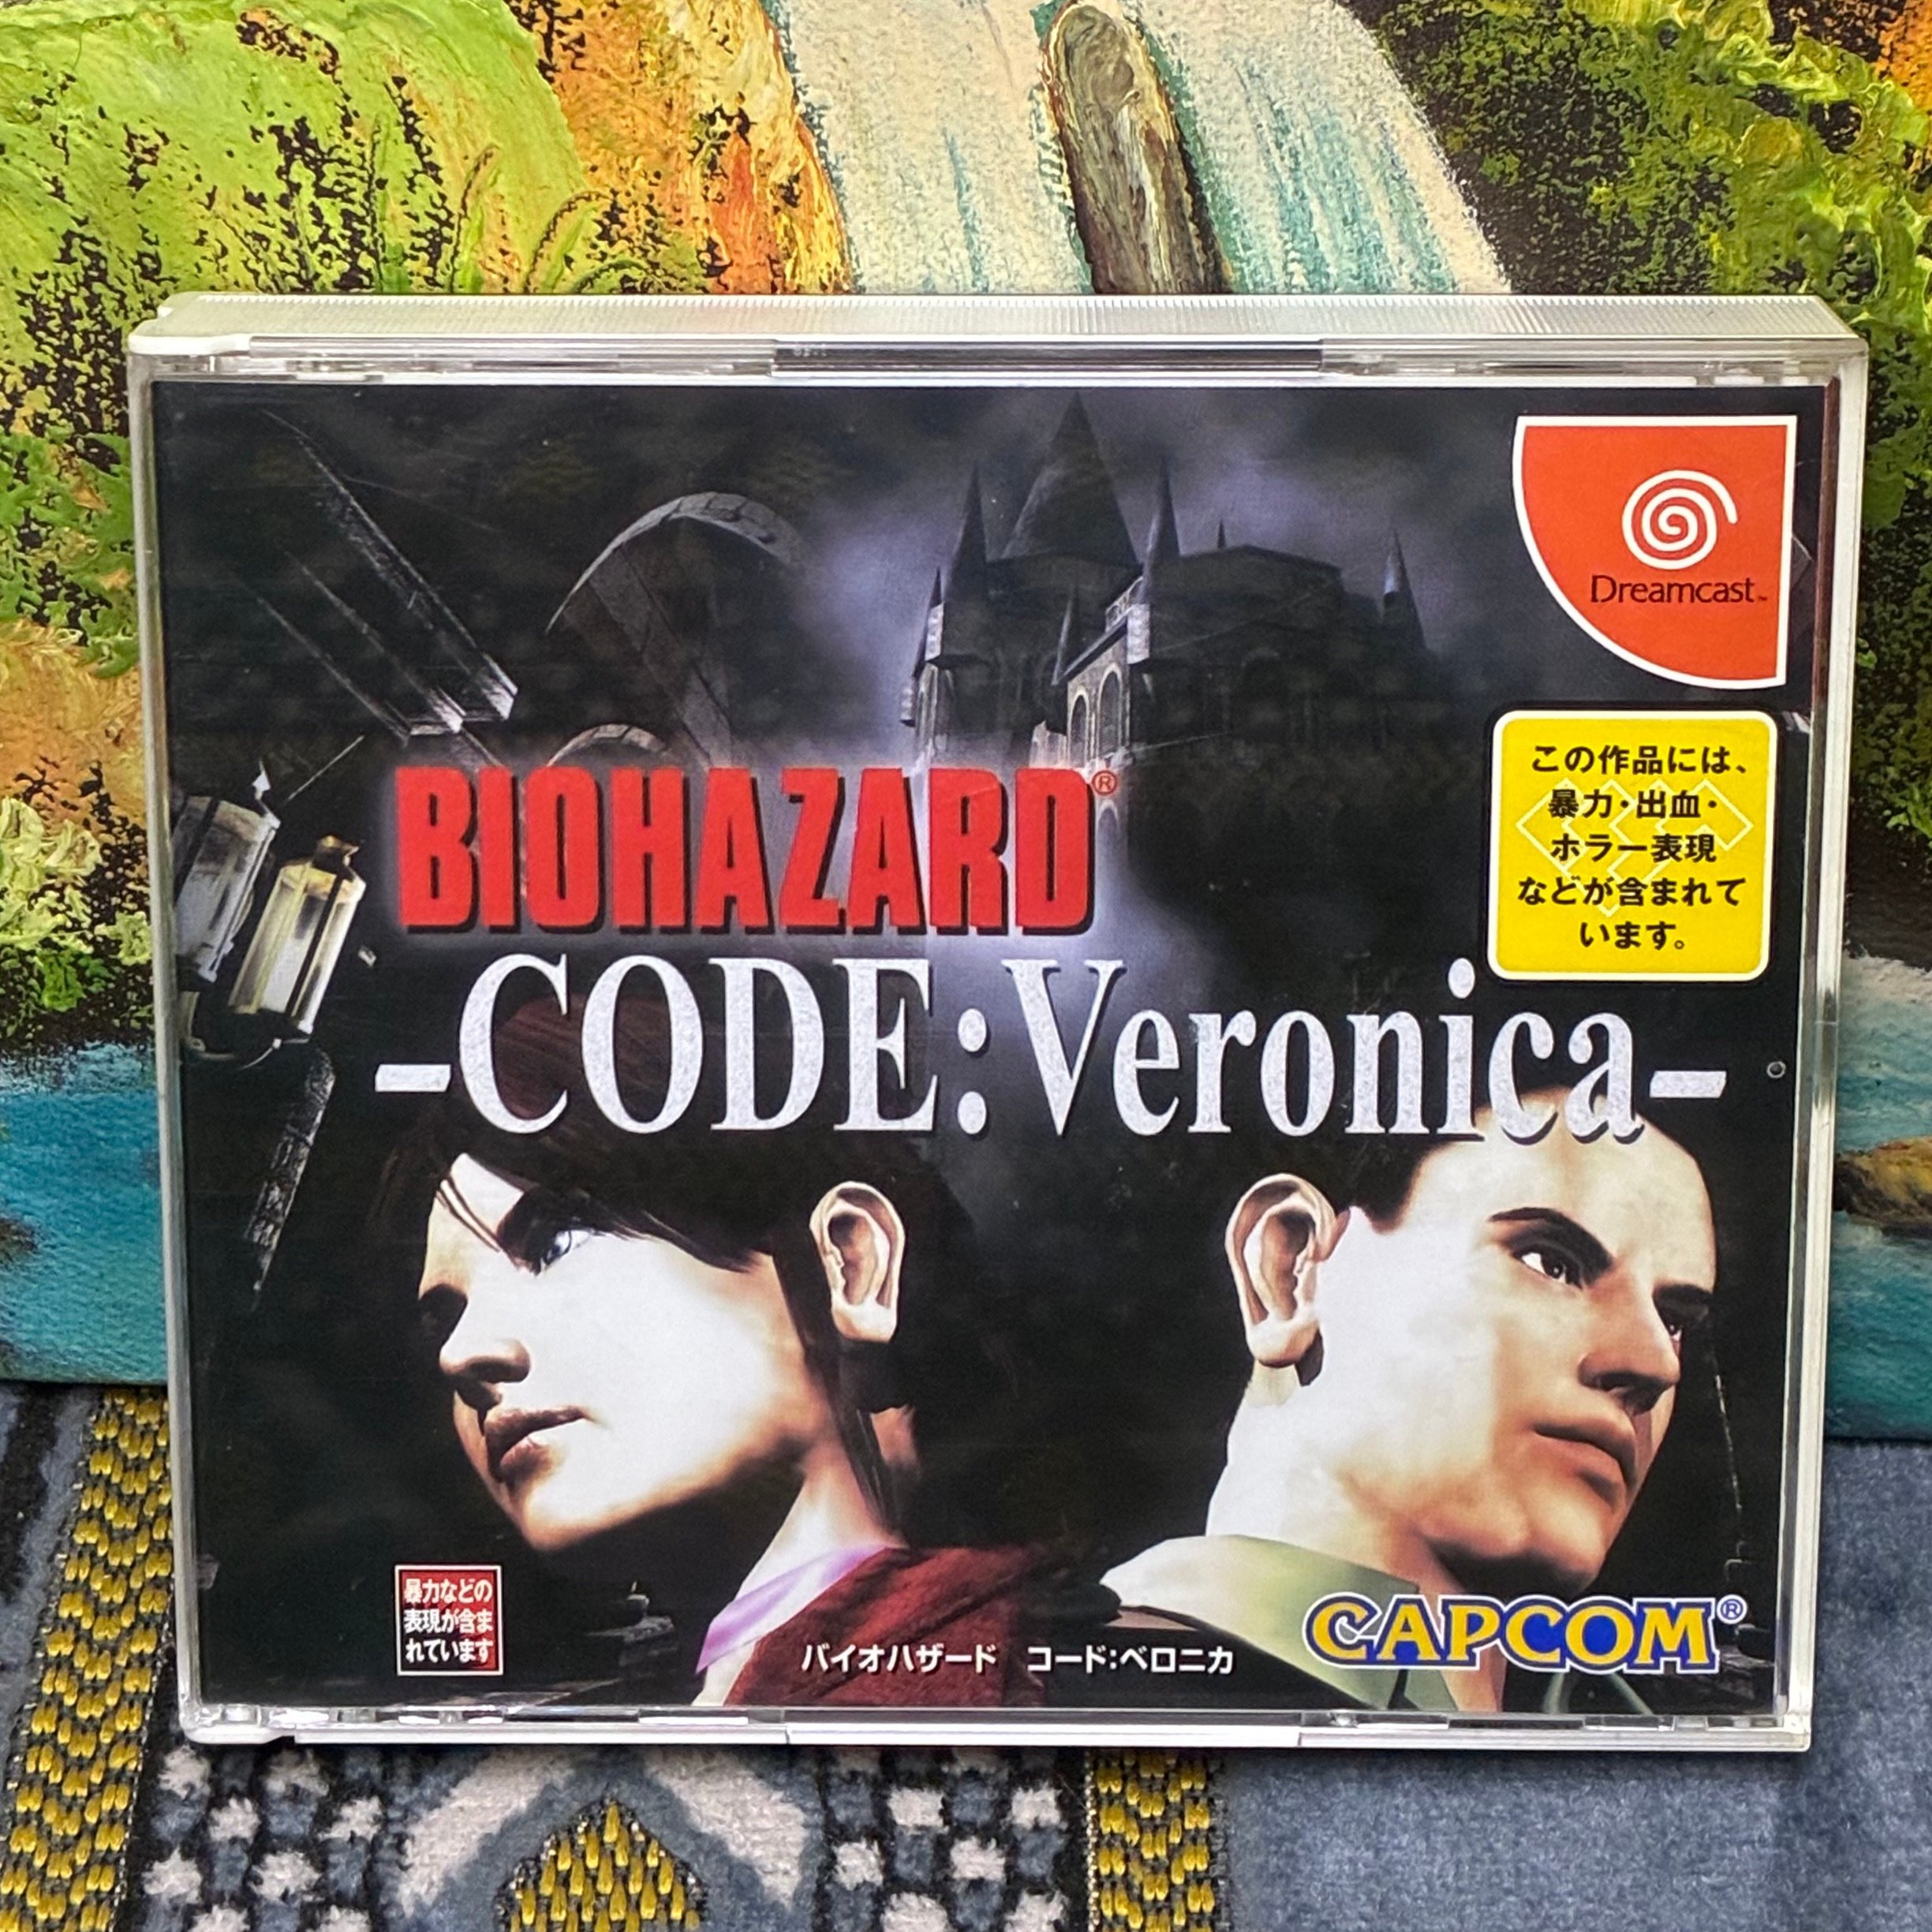 Dreamcast™
この作品には、
暴力・出血・
ホラー表現
などが含まれて
います。
BIOHAZARD®
-CODE:Veronica-
暴力などの
表現が含ま
れています
バイオハザード コード:ベロニカ
CAPCOM®